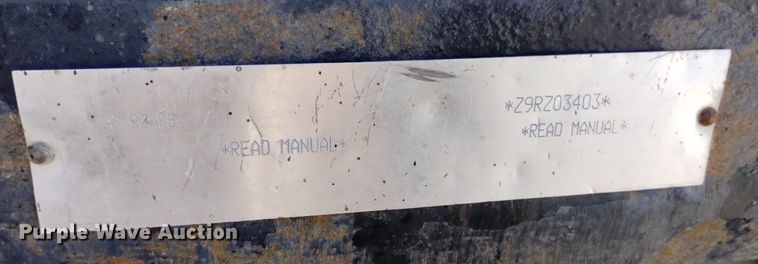 *Z9RZ03403*
*READ MANUAL*
*READ MANUAL*
Purple Wave Auction